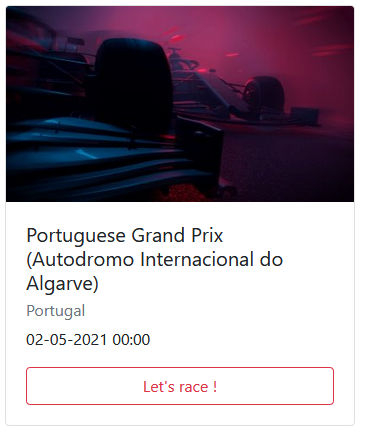 Portuguese Grand Prix
(Autodromo Internacional do
Algarve)
Portugal
02-05-2021 00:00
Let's race !